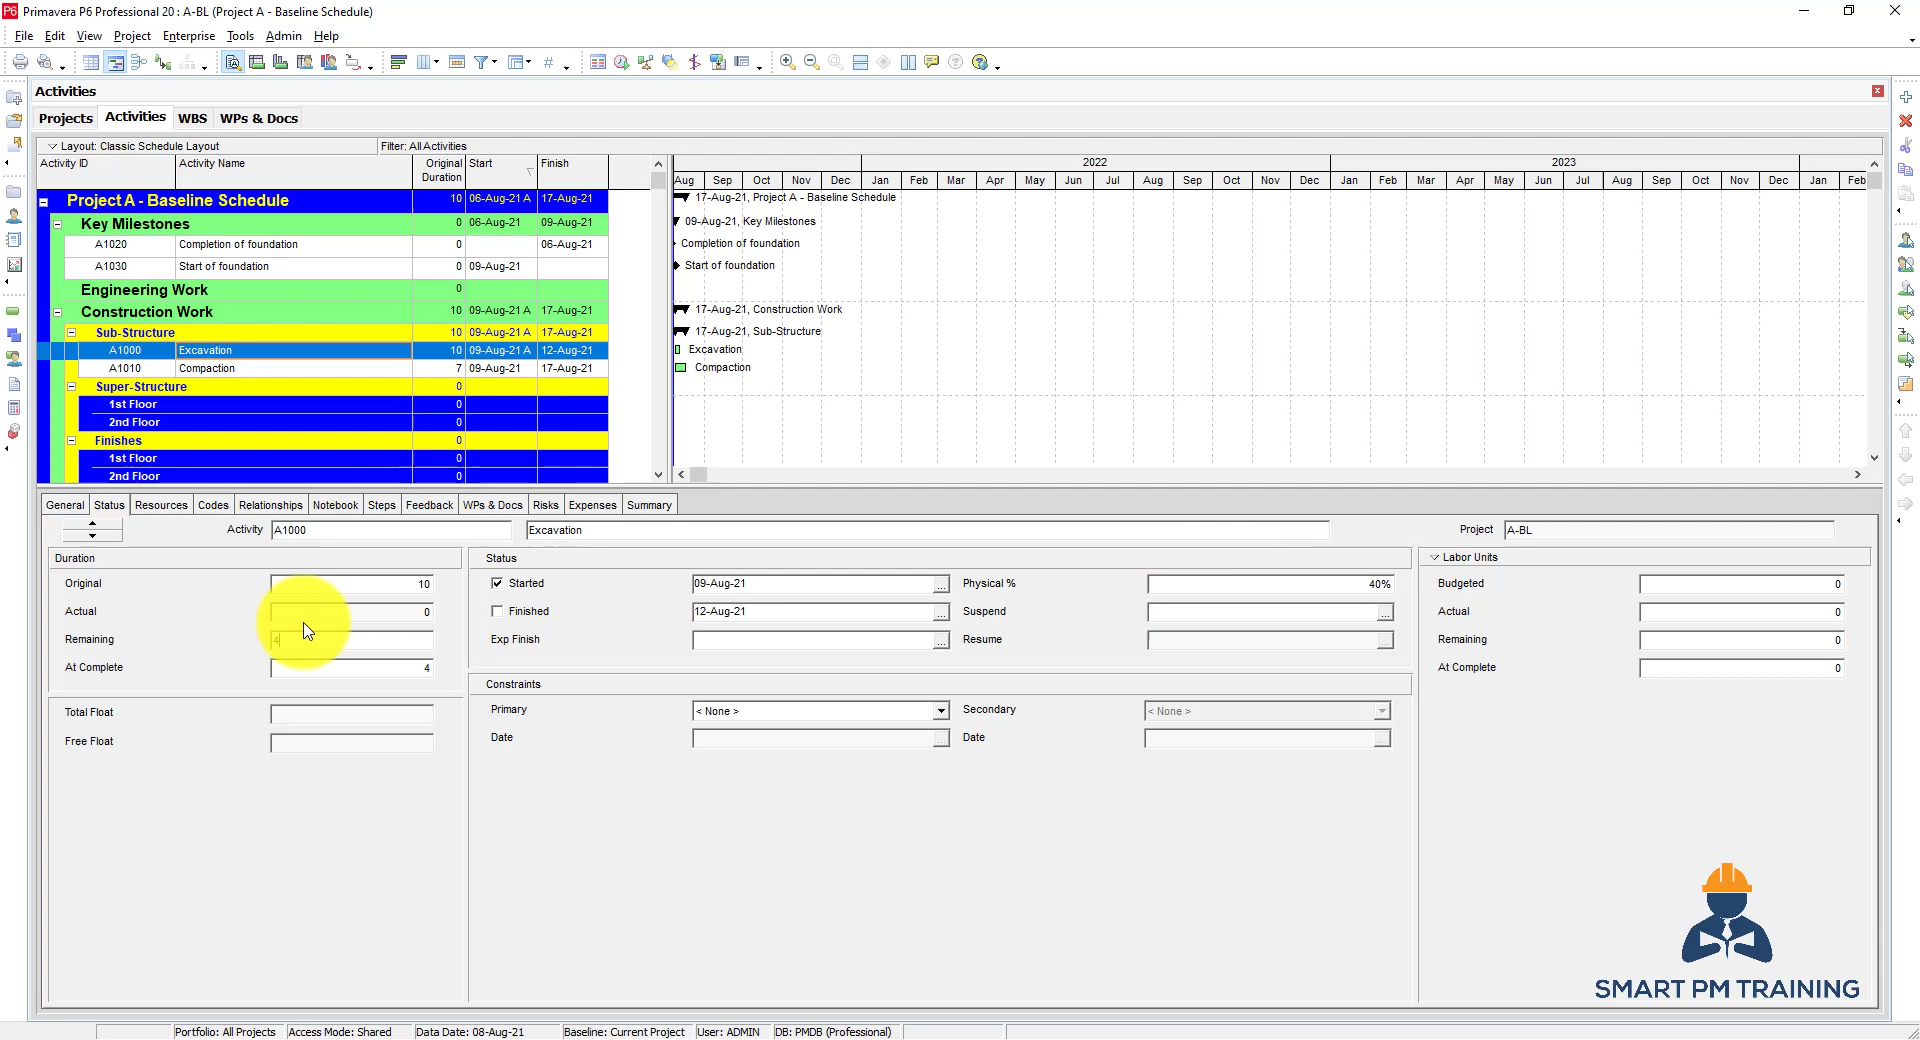 P6 Primavera P6 Professional 20 : A-BL (Project A - Baseline Schedule)
File Edit View Project Enterprise Tools Admin Help
Activities
Projects Activities WBS WPs & Docs
Layout: Classic Schedule Layout Filter: All Activities
Activity ID Activity Name Original Duration Start Finish
2022 2023
Aug Sep Oct Nov Dec Jan Feb Mar Apr May Jun Jul Aug Sep Oct Nov Dec Jan Feb Mar Apr May Jun Jul Aug Sep Oct Nov Dec Jan Feb
Project A - Baseline Schedule 10 06-Aug-21 A 17-Aug-21 17-Aug-21, Project A - Baseline Schedule
Key Milestones 0 06-Aug-21 09-Aug-21 09-Aug-21, Key Milestones
A1020 Completion of foundation 0 06-Aug-21 Completion of foundation
A1030 Start of foundation 0 09-Aug-21 Start of foundation
Engineering Work 0
Construction Work 10 09-Aug-21 A 17-Aug-21 17-Aug-21, Construction Work
Sub-Structure 10 09-Aug-21 A 17-Aug-21 17-Aug-21, Sub-Structure
A1000 Excavation 10 09-Aug-21 A 12-Aug-21 Excavation
A1010 Compaction 7 09-Aug-21 17-Aug-21 Compaction
Super-Structure 0
1st Floor 0
2nd Floor 0
Finishes 0
1st Floor 0
2nd Floor 0
General Status Resources Codes Relationships Notebook Steps Feedback WPs & Docs Risks Expenses Summary
Activity A1000 Excavation Project A-BL
Duration Status Labor Units
Original 10 Started 09-Aug-21 ... Physical % 40% Budgeted 0
Actual 0 Finished 12-Aug-21 ... Suspend ... Actual 0
Remaining 4 Exp Finish ... Resume ... Remaining 0
At Complete 4 At Complete 0
Constraints
Total Float Primary < None > Secondary < None >
Free Float Date ... Date ...
SMART PM TRAINING
Portfolio: All Projects Access Mode: Shared Data Date: 08-Aug-21 Baseline: Current Project User: ADMIN DB: PMDB (Professional)